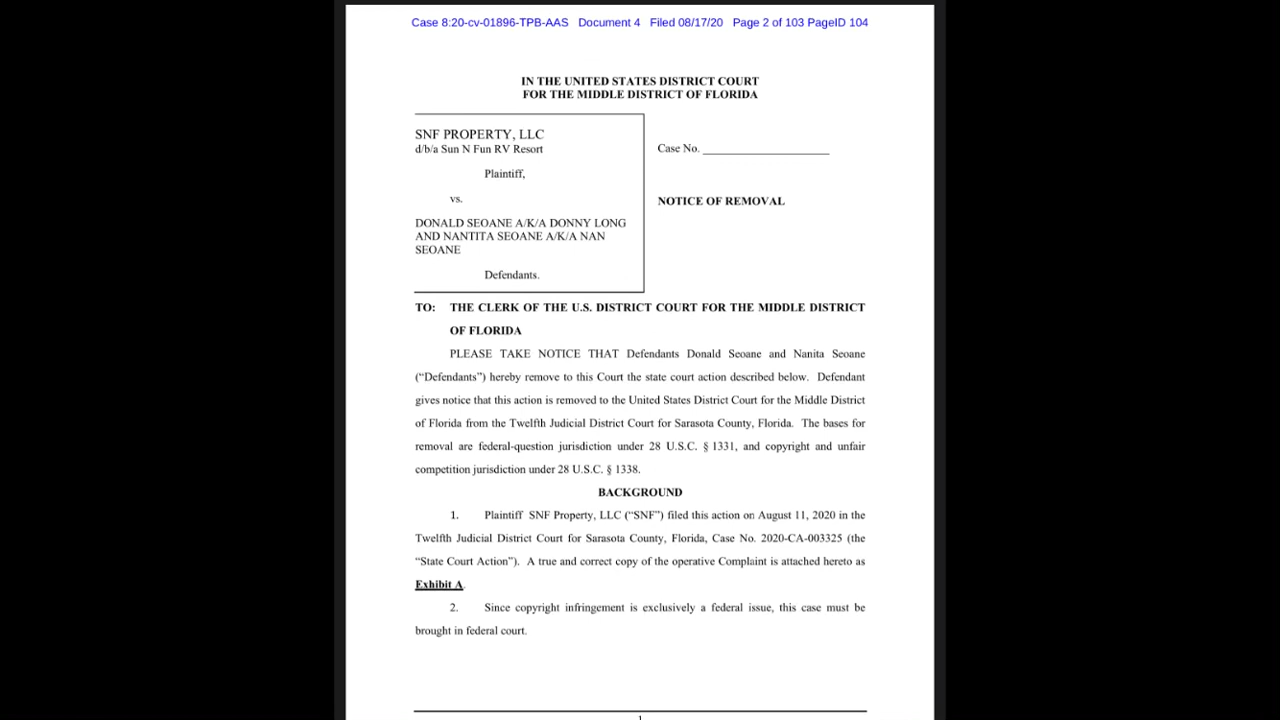 Case 8:20-cv-01896-TPB-AAS Document 4 Filed 08/17/20 Page 2 of 103 PageID 104
IN THE UNITED STATES DISTRICT COURT
FOR THE MIDDLE DISTRICT OF FLORIDA
SNF PROPERTY, LLC
d/b/a Sun N Fun RV Resort
Plaintiff,
vs.
DONALD SEOANE A/K/A DONNY LONG
AND NANTITA SEOANE A/K/A NAN
SEOANE
Defendants.
Case No. ____________________
NOTICE OF REMOVAL
TO: THE CLERK OF THE U.S. DISTRICT COURT FOR THE MIDDLE DISTRICT
OF FLORIDA
PLEASE TAKE NOTICE THAT Defendants Donald Seoane and Nanita Seoane
(“Defendants”) hereby remove to this Court the state court action described below. Defendant
gives notice that this action is removed to the United States District Court for the Middle District
of Florida from the Twelfth Judicial District Court for Sarasota County, Florida. The bases for
removal are federal-question jurisdiction under 28 U.S.C. § 1331, and copyright and unfair
competition jurisdiction under 28 U.S.C. § 1338.
BACKGROUND
1. Plaintiff SNF Property, LLC (“SNF”) filed this action on August 11, 2020 in the
Twelfth Judicial District Court for Sarasota County, Florida, Case No. 2020-CA-003325 (the
“State Court Action”). A true and correct copy of the operative Complaint is attached hereto as
Exhibit A.
2. Since copyright infringement is exclusively a federal issue, this case must be
brought in federal court.
1